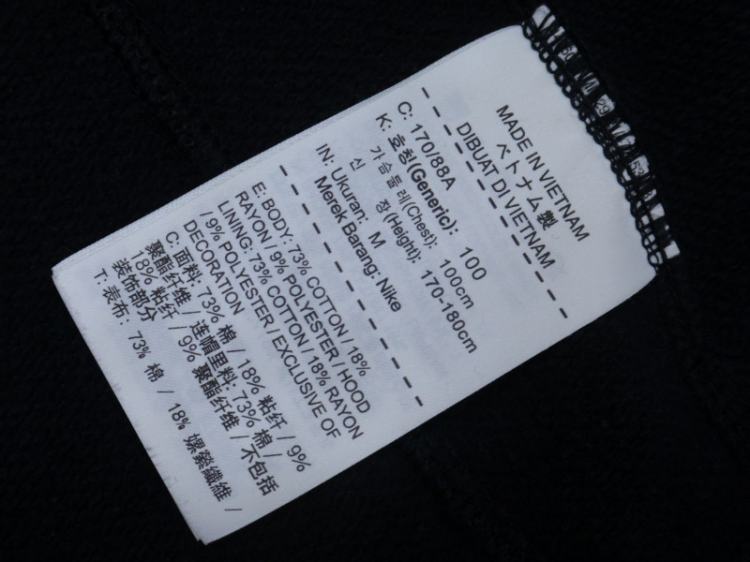 MADE IN VIETNAM
ベトナム製
DIBUAT DI VIETNAM
C: 170/88A
K: 호칭(Generic): 100
가슴둘레(Chest): 100cm
신 장(Height): 170-180cm
IN: Ukuran: M
Merek Barang: Nike
E: BODY: 73% COTTON / 18%
RAYON / 9% POLYESTER / HOOD
LINING: 73% COTTON / 18% RAYON
/ 9% POLYESTER / EXCLUSIVE OF
DECORATION
C: 面料: 73% 棉 / 18% 粘纤 / 9%
聚酯纤维 / 连帽里料: 73% 棉 /
18% 粘纤 / 9% 聚酯纤维 / 不包括
装饰部分
T: 表布: 73% 棉 / 18% 嫘縈纖維 /